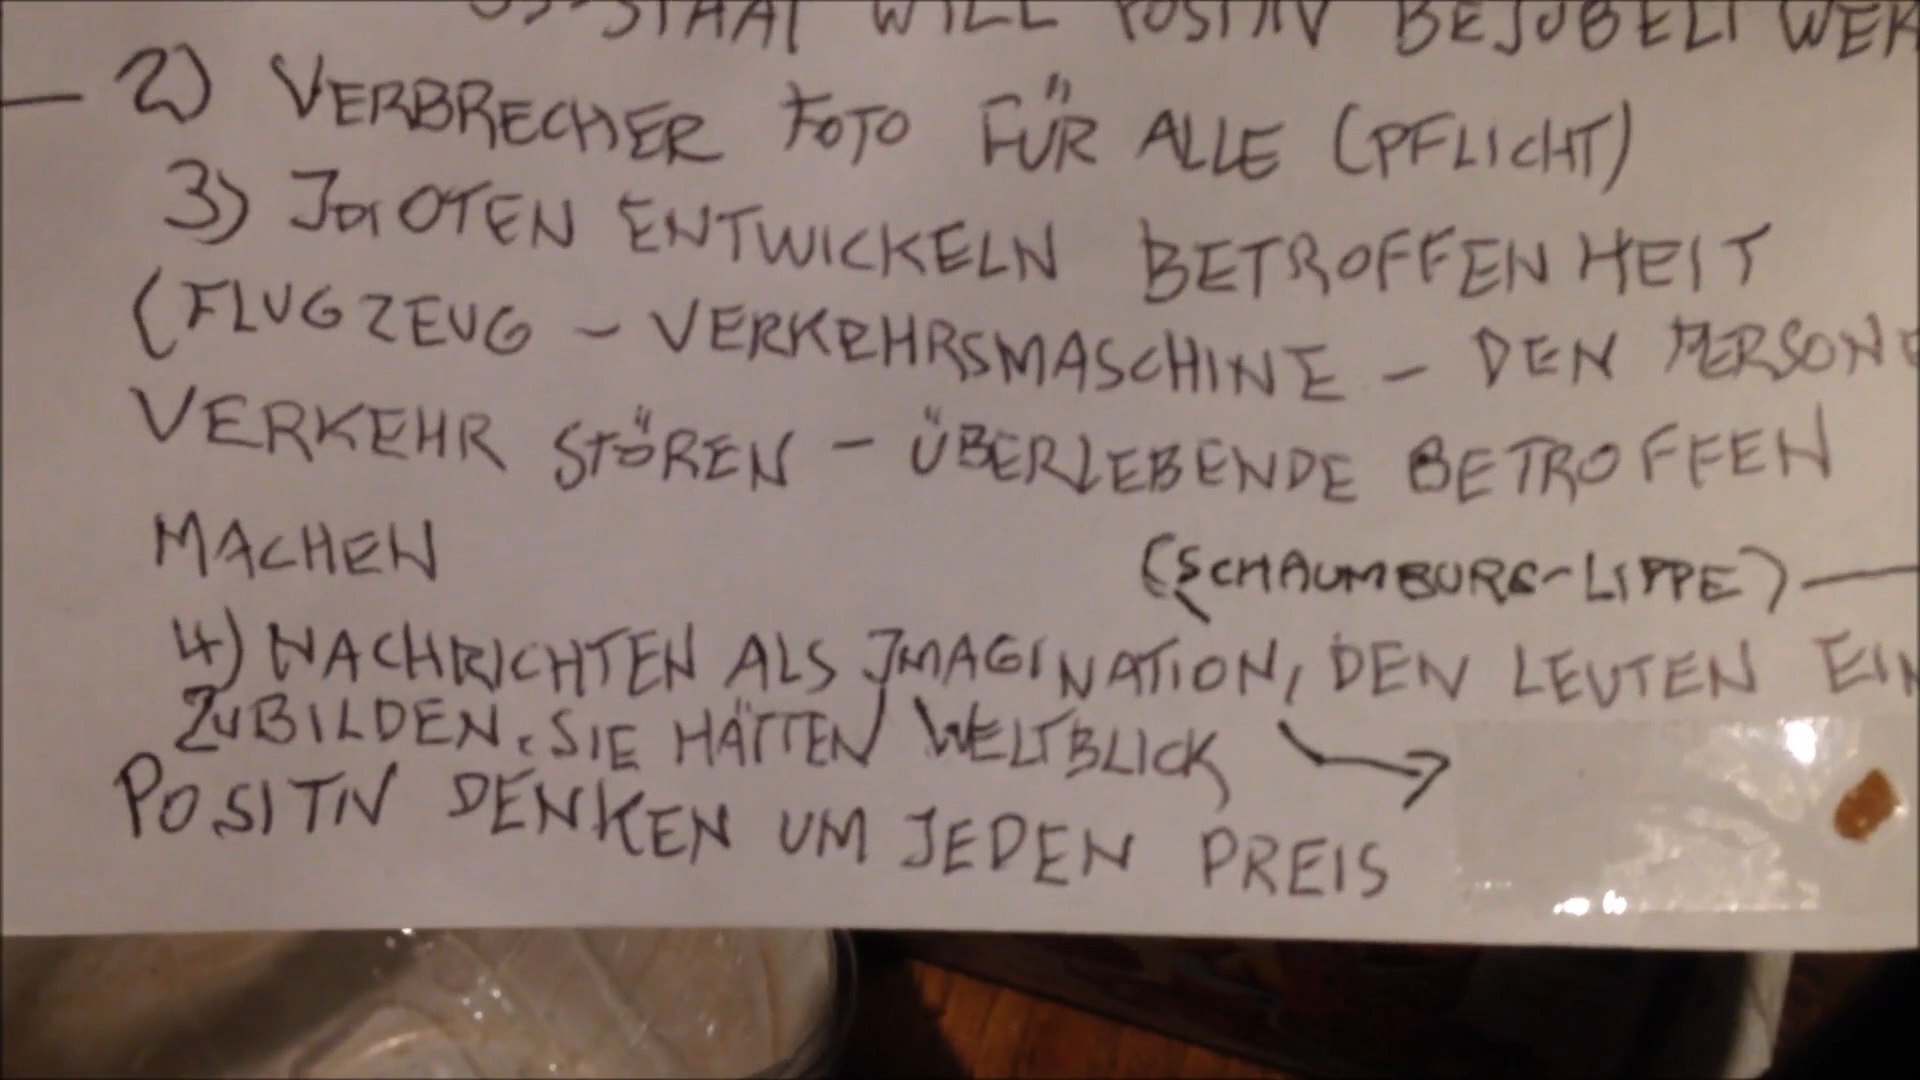 STAAT WILL POSITIV BEJUBELT WER
2) VERBRECHER FOTO FÜR ALLE (PFLICHT)
3) IDIOTEN ENTWICKELN BETROFFENHEIT
(FLUGZEUG - VERKEHRSMASCHINE - DEN PERSONE
VERKEHR STÖREN - ÜBERLEBENDE BETROFFEN
MACHEN
(SCHAUMBURG-LIPPE)
4) NACHRICHTEN ALS IMAGINATION, DEN LEUTEN EIN
ZUBILDEN, SIE HÄTTEN WELTBLICK
POSITIV DENKEN UM JEDEN PREIS